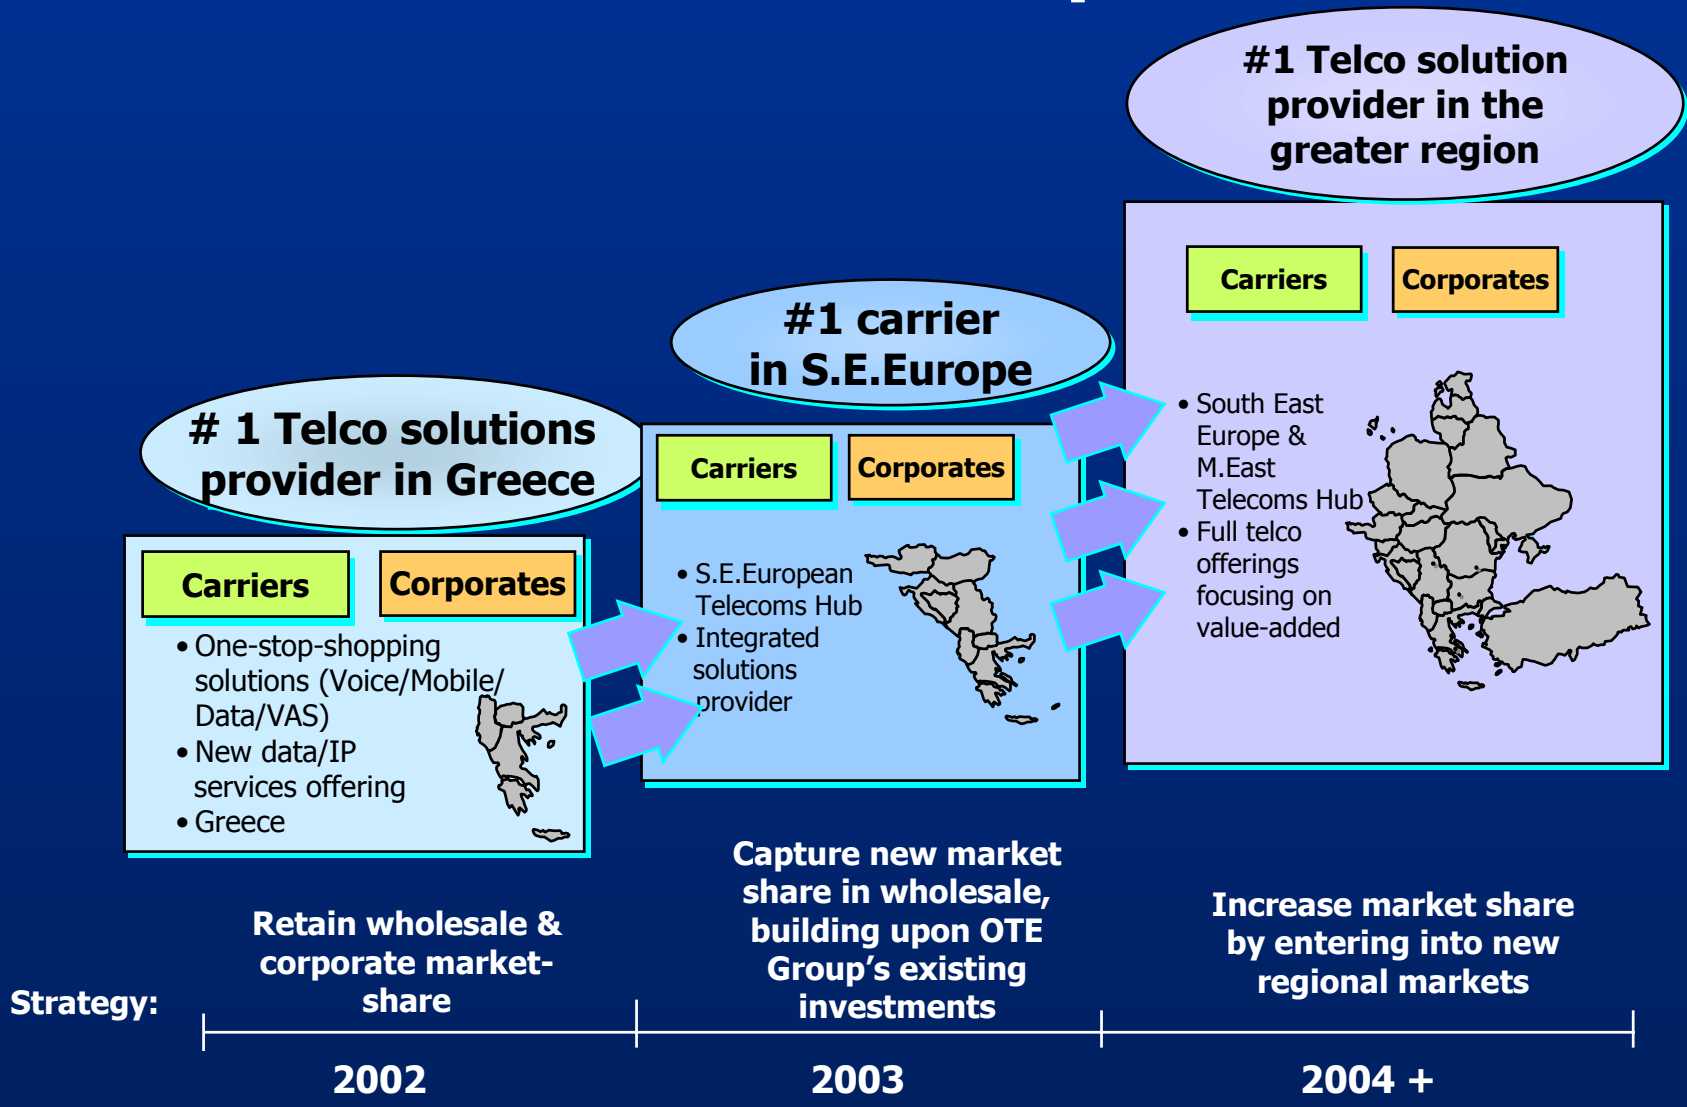 #1 Telco solution
provider in the
greater region
Carriers
Corporates
• South East
Europe &
M.East
Telecoms Hub
• Full telco
offerings
focusing on
value-added
#1 carrier
in S.E.Europe
Carriers
Corporates
• S.E.European
Telecoms Hub
• Integrated
solutions
provider
# 1 Telco solutions
provider in Greece
Carriers
Corporates
• One-stop-shopping
solutions (Voice/Mobile/
Data/VAS)
• New data/IP
services offering
• Greece
Strategy:
Retain wholesale &
corporate market-
share
Capture new market
share in wholesale,
building upon OTE
Group’s existing
investments
Increase market share
by entering into new
regional markets
2002
2003
2004 +